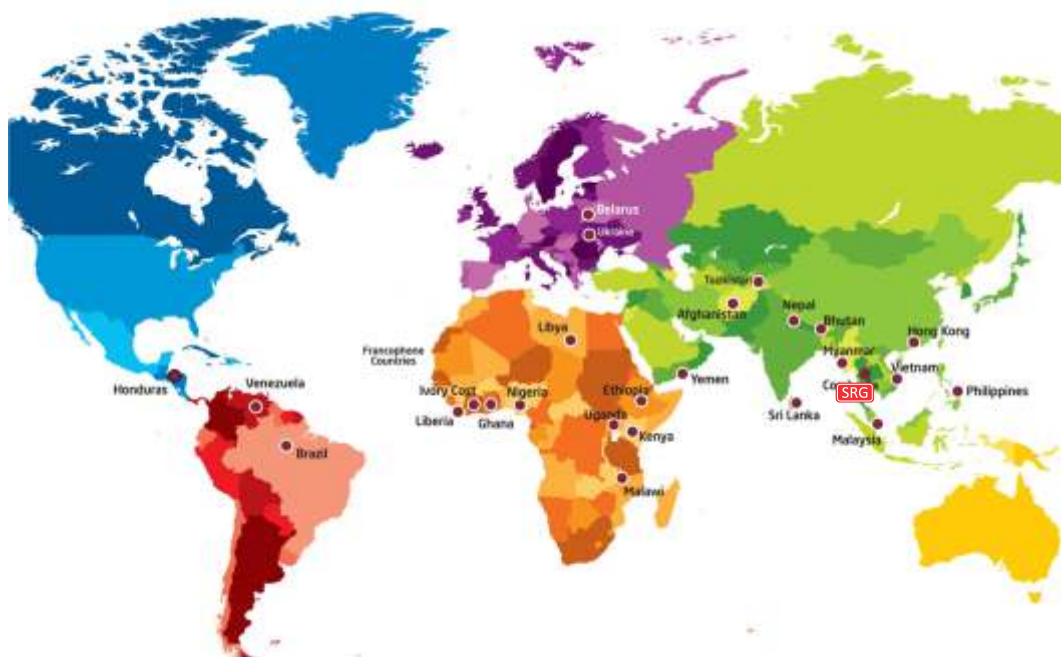 Belarus
Ukraine
Tajikistan
Afghanistan
Nepal
Bhutan
Hong Kong
Libya
Francophone
Countries
Myanmar
Vietnam
Honduras
Venezuela
Ivory Cost
Nigeria
Ethiopia
Yemen
SRG
Philippines
Liberia
Ghana
Uganda
Sri Lanka
Kenya
Malaysia
Brazil
Malawi